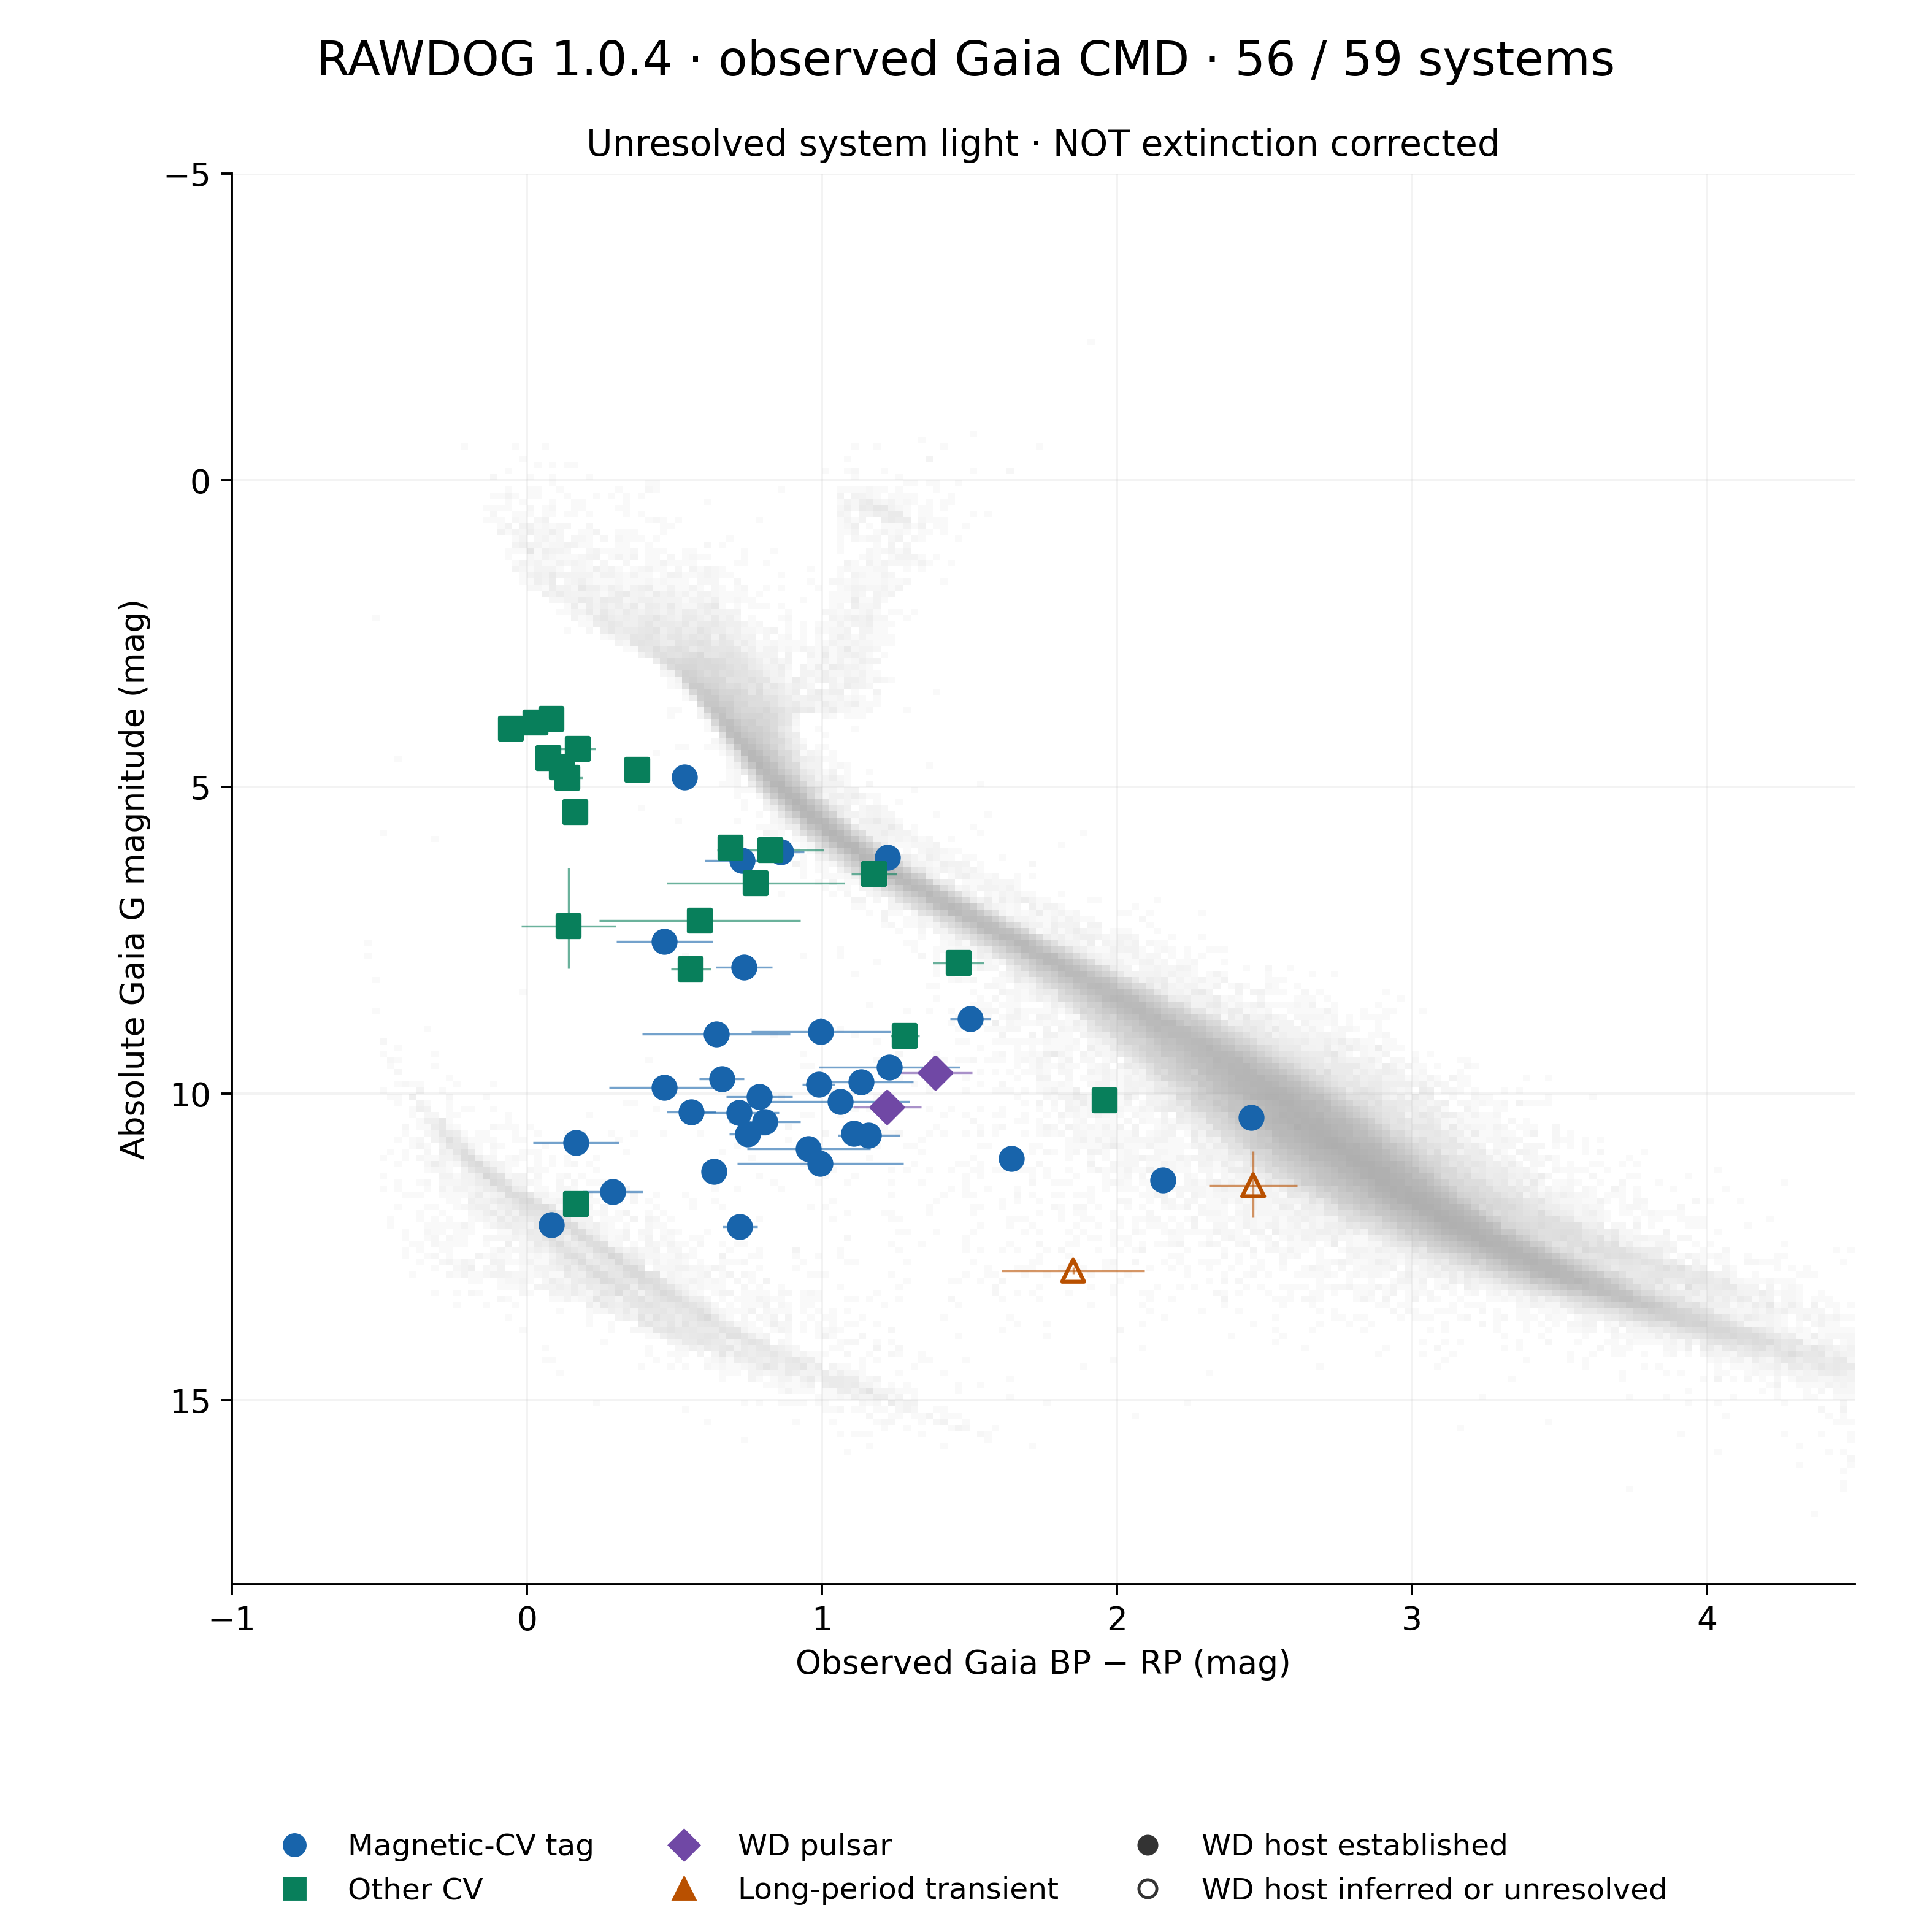 RAWDOG 1.0.4 · observed Gaia CMD · 56 / 59 systems
Unresolved system light · NOT extinction corrected
−5
0
5
10
15
Absolute Gaia G magnitude (mag)
−1
0
1
2
3
4
Observed Gaia BP − RP (mag)
Magnetic-CV tag
Other CV
WD pulsar
Long-period transient
WD host established
WD host inferred or unresolved